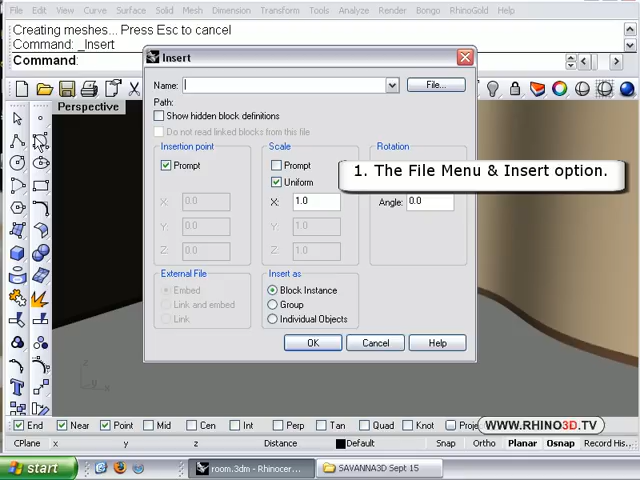 File Edit View Curve Surface Solid Mesh Dimension Transform Tools Analyze Render RhinoGold Help
Creating meshes... Press Esc to cancel
Command: _Insert
Command:
Insert
Name:
File...
Path:
Show hidden block definitions
Do not read linked blocks from this file
Insertion point
Scale
Rotation
Prompt
Prompt
Uniform
1. The File Menu & Insert option.
X: 0.0
X: 1.0
Angle: 0.0
Y: 0.0
Y: 1.0
Z: 0.0
Z: 1.0
External File
Insert as
Embed
Block Instance
Link and embed
Group
Link
Individual Objects
OK
Cancel
Help
Perspective
z
y
x
WWW.RHINO3D.TV
End Near Point Mid Cen Int Perp Tan Quad Knot Projec
CPlane x y z Distance Default Snap Ortho Planar Osnap Record His...
start
room.3dm - Rhinocer...
SAVANNA3D Sept 15